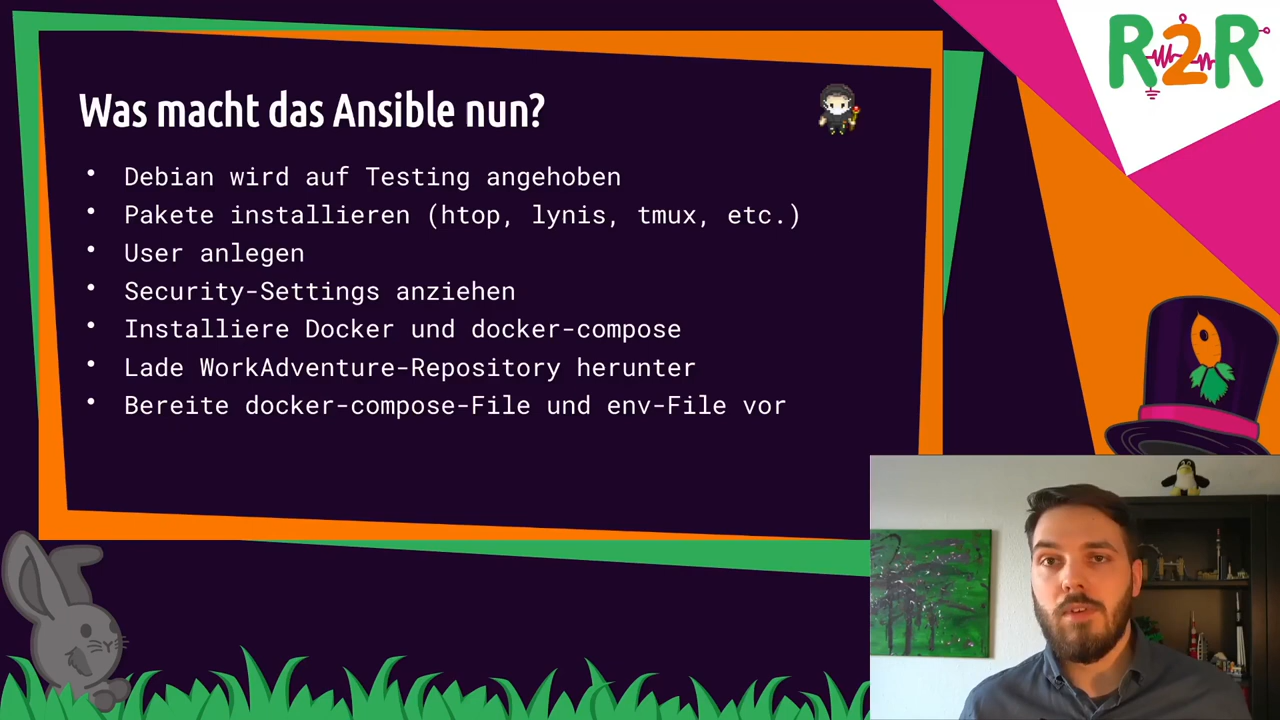 R2R
Was macht das Ansible nun?
• Debian wird auf Testing angehoben
• Pakete installieren (htop, lynis, tmux, etc.)
• User anlegen
• Security-Settings anziehen
• Installiere Docker und docker-compose
• Lade WorkAdventure-Repository herunter
• Bereite docker-compose-File und env-File vor